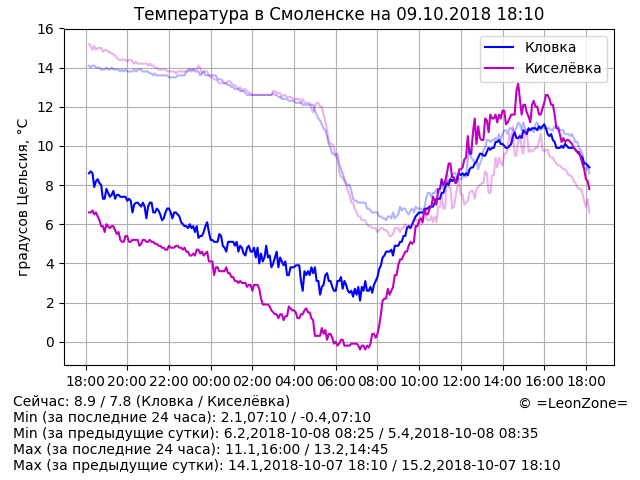 Температура в Смоленске на 09.10.2018 18:10
градусов Цельсия, °C
16
14
12
10
8
6
4
2
0
Кловка
Киселёвка
18:00 20:00 22:00 00:00 02:00 04:00 06:00 08:00 10:00 12:00 14:00 16:00 18:00
Сейчас: 8.9 / 7.8 (Кловка / Киселёвка)
© =LeonZone=
Min (за последние 24 часа): 2.1,07:10 / -0.4,07:10
Min (за предыдущие сутки): 6.2,2018-10-08 08:25 / 5.4,2018-10-08 08:35
Max (за последние 24 часа): 11.1,16:00 / 13.2,14:45
Max (за предыдущие сутки): 14.1,2018-10-07 18:10 / 15.2,2018-10-07 18:10